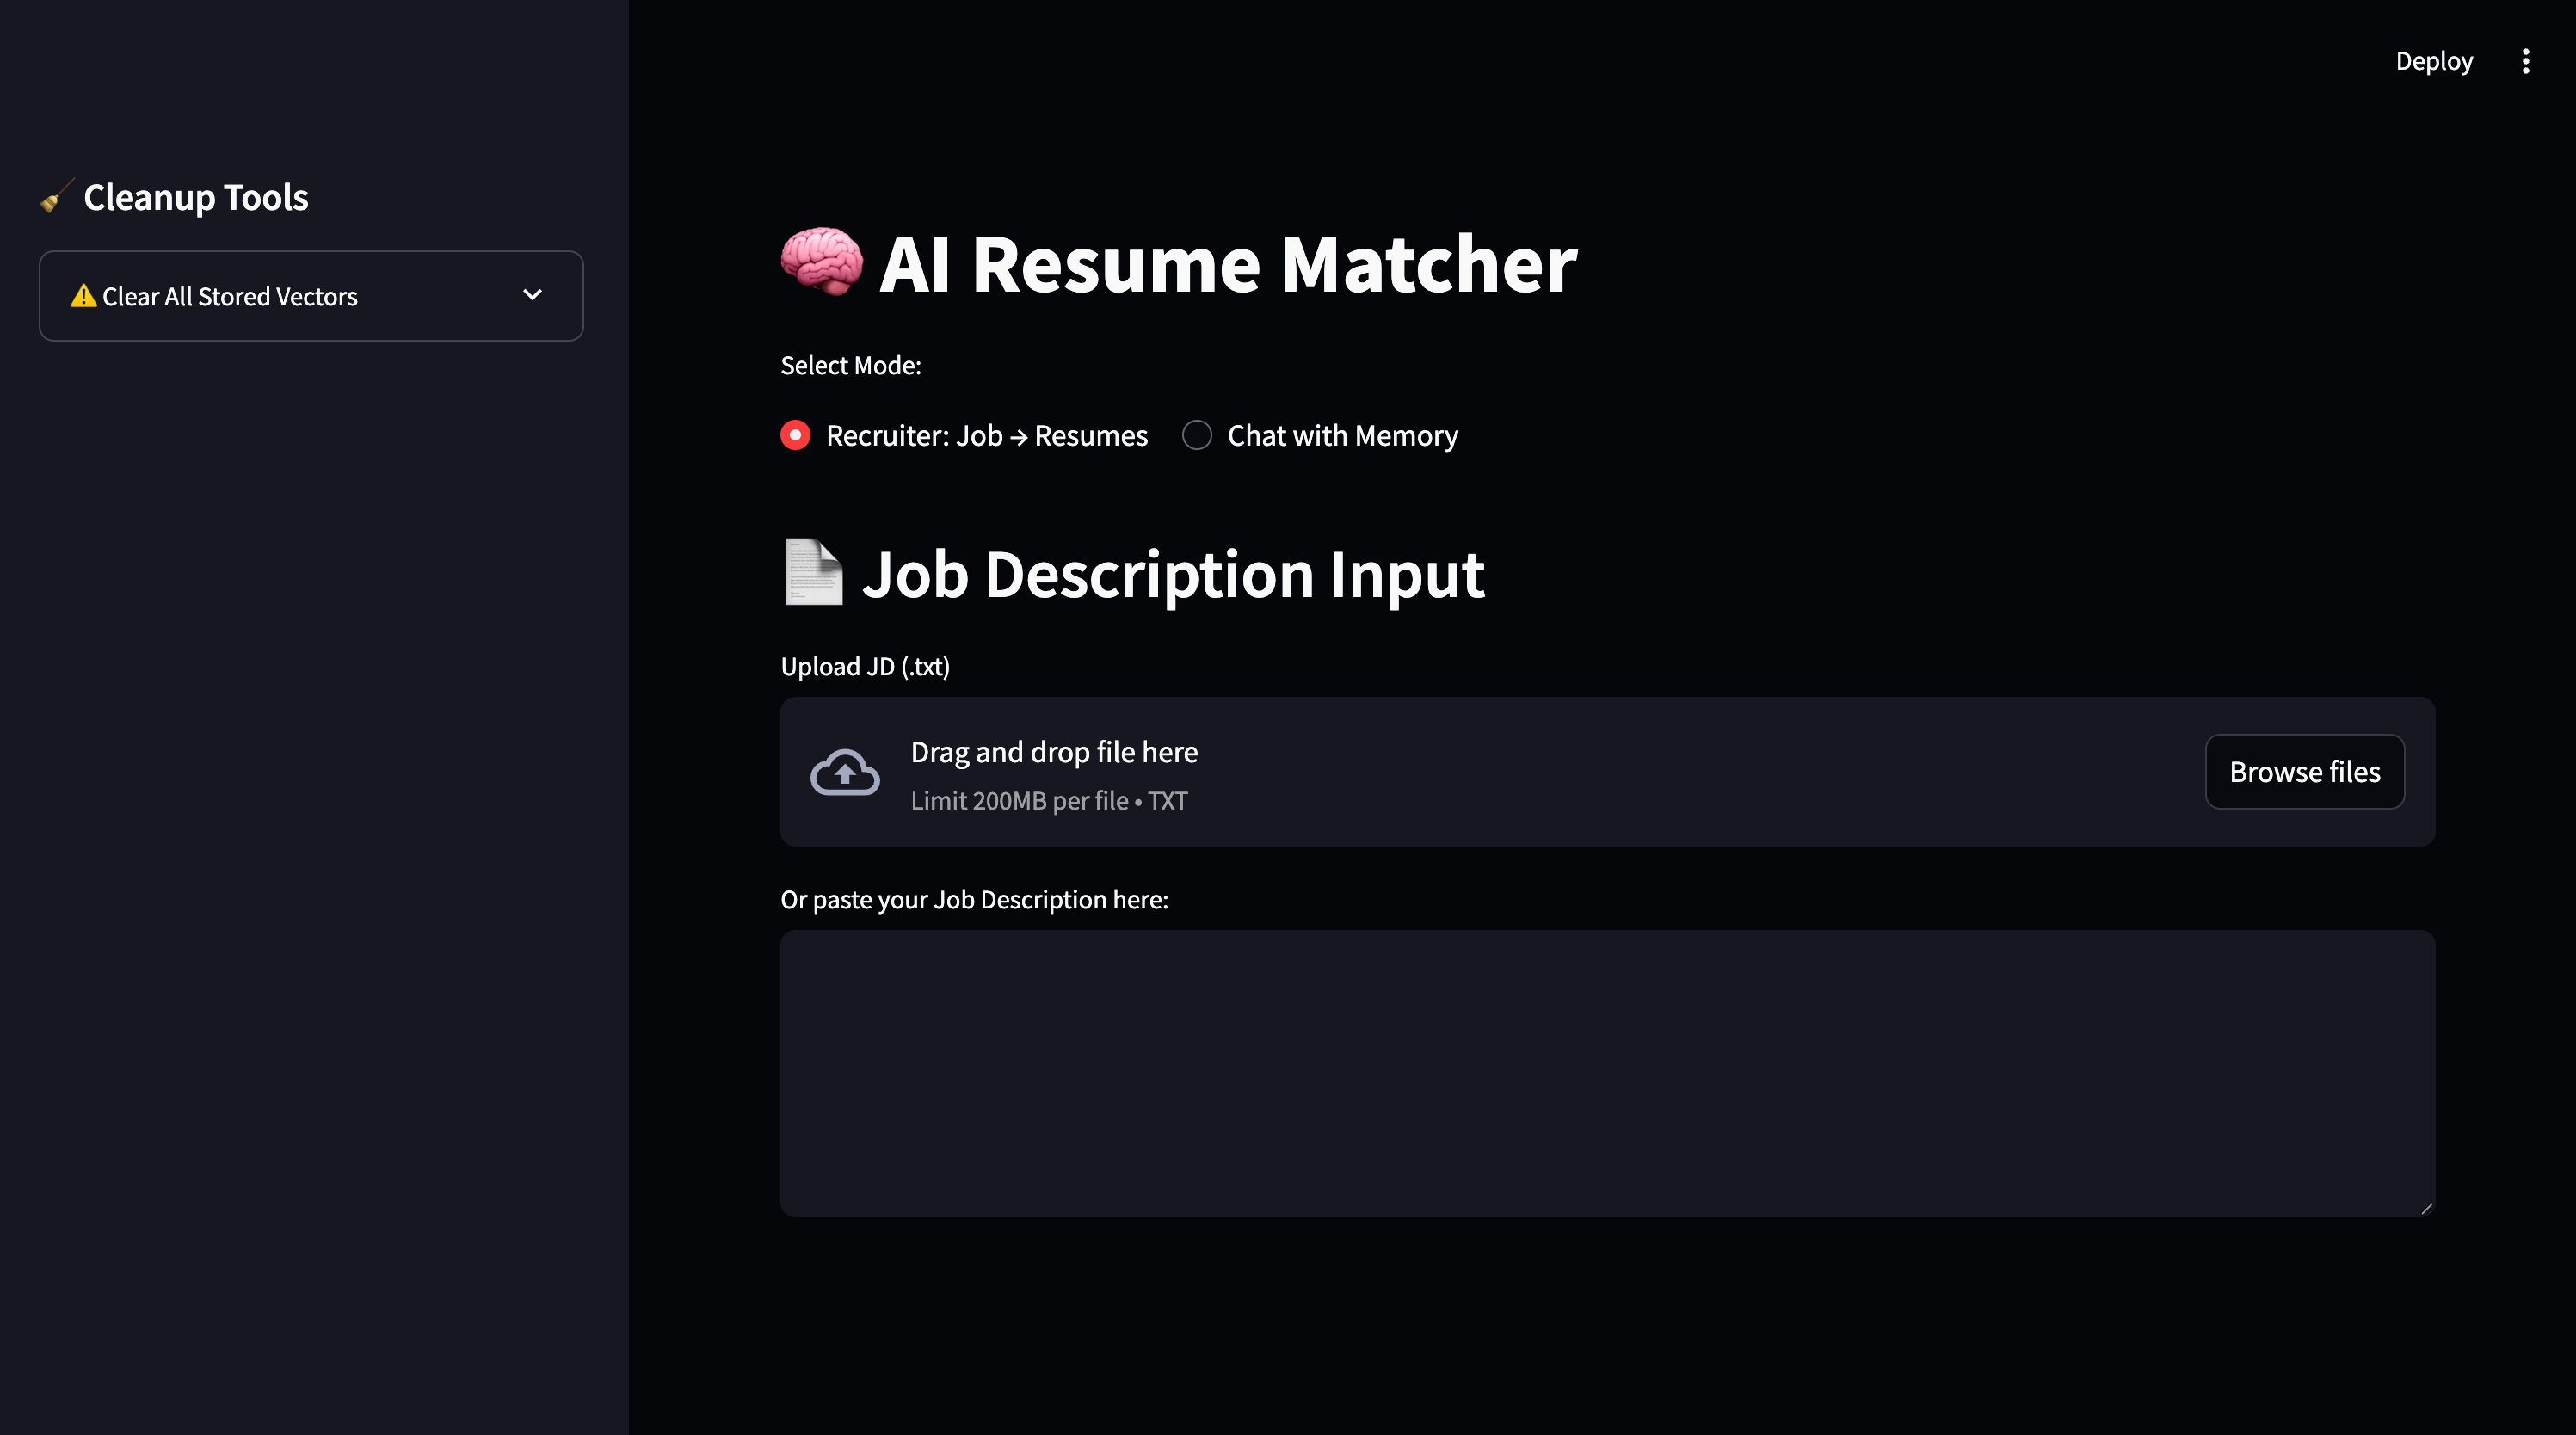 Deploy
🧹 Cleanup Tools
⚠️ Clear All Stored Vectors
🧠 AI Resume Matcher
Select Mode:
Recruiter: Job → Resumes
Chat with Memory
📄 Job Description Input
Upload JD (.txt)
Drag and drop file here
Limit 200MB per file • TXT
Browse files
Or paste your Job Description here: